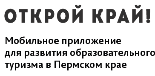 ОТКРОЙ КРАЙ!
Мобильное приложение
для развития образовательного
туризма в Пермском крае